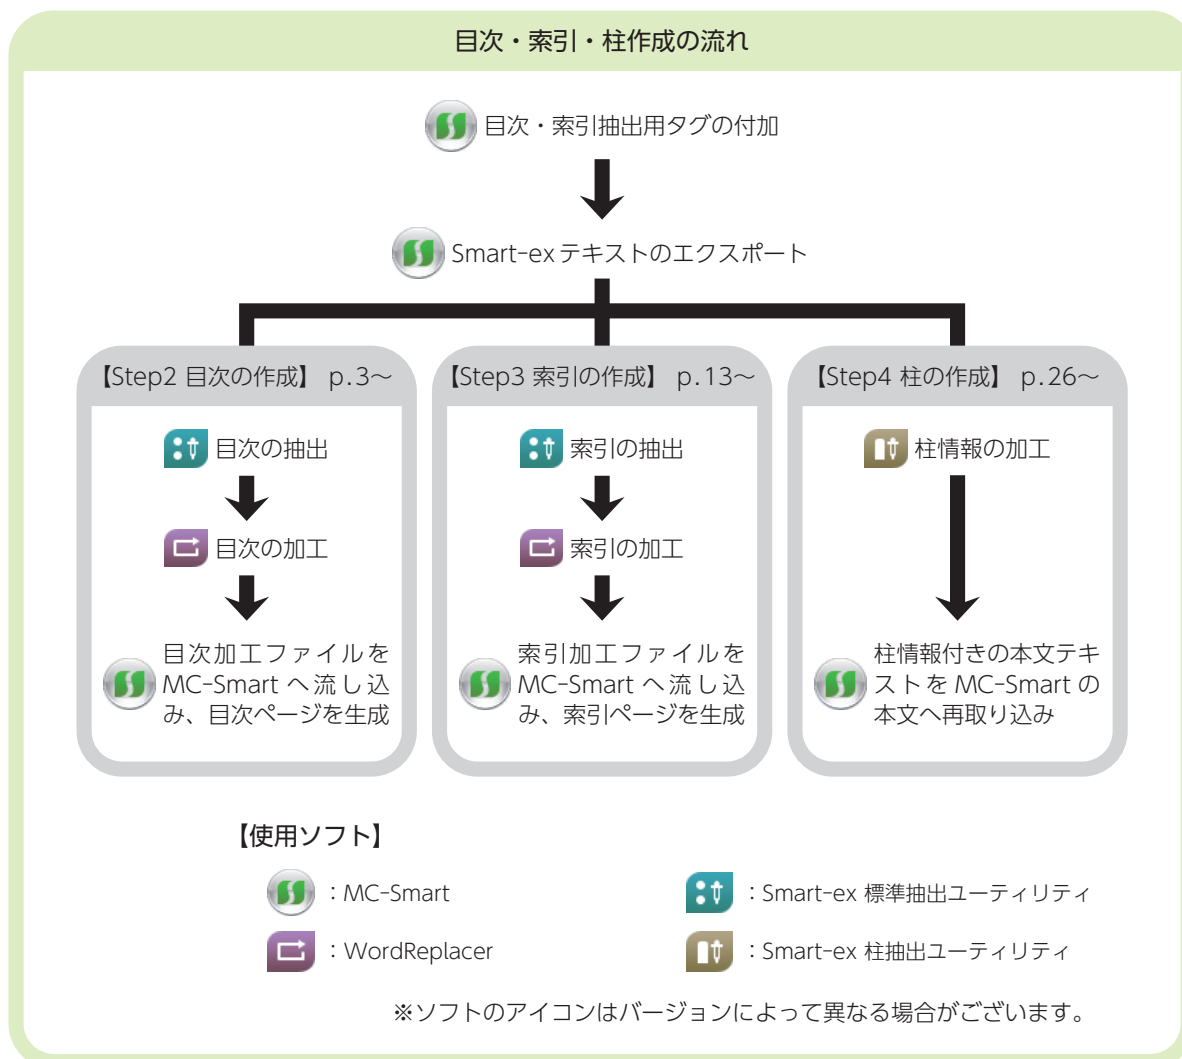 目次・索引・柱作成の流れ
目次・索引抽出用タグの付加
Smart-exテキストのエクスポート
【Step2 目次の作成】 p.3〜
目次の抽出
目次の加工
目次加工ファイルを
MC-Smart へ流し込
み、目次ページを生成
【Step3 索引の作成】 p.13〜
索引の抽出
索引の加工
索引加工ファイルを
MC-Smart へ流し込
み、索引ページを生成
【Step4 柱の作成】 p.26〜
柱情報の加工
柱情報付きの本文テキ
ストを MC-Smart の
本文へ再取り込み
【使用ソフト】
：MC-Smart
：Smart-ex 標準抽出ユーティリティ
：WordReplacer
：Smart-ex 柱抽出ユーティリティ
※ソフトのアイコンはバージョンによって異なる場合がございます。